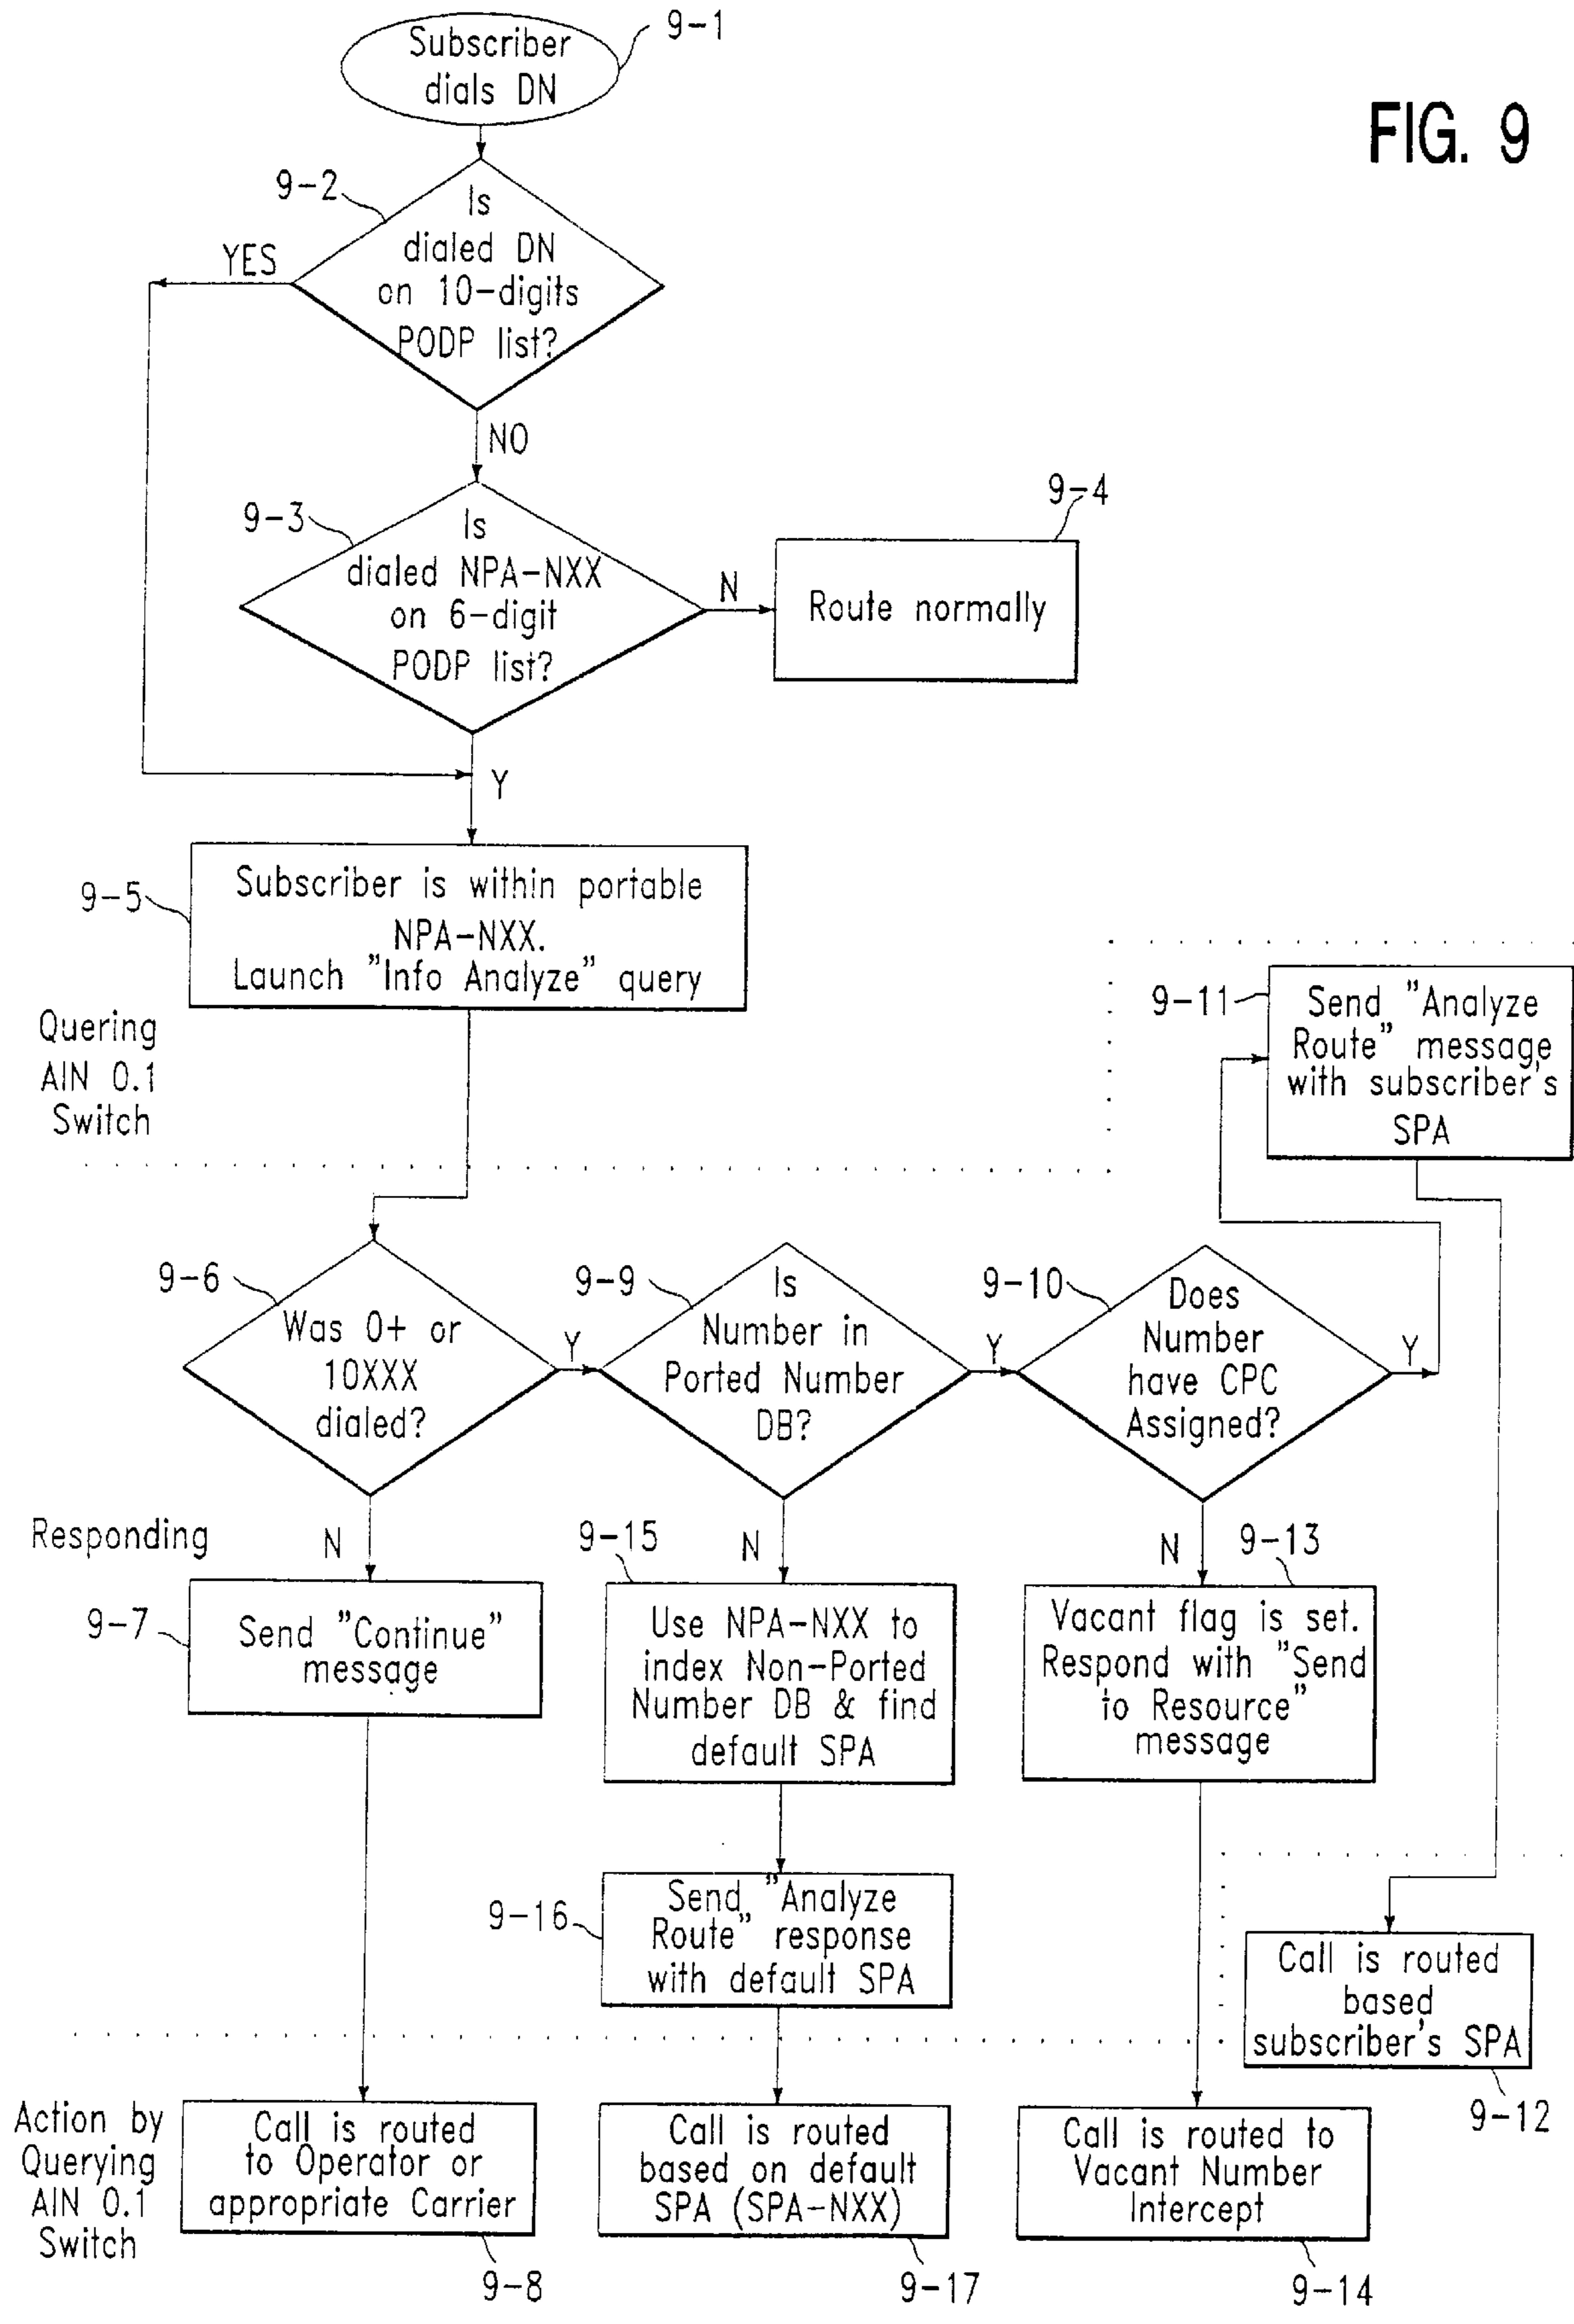 FIG. 9
9-1
Subscriber
dials DN
9-2
Is
dialed DN
on 10-digits
PODP list?
YES
NO
9-3
Is
dialed NPA-NXX
on 6-digit
PODP list?
N
9-4
Route normally
Y
9-5
Subscriber is within portable
NPA-NXX.
Launch "Info Analyze" query
Quering
AIN 0.1
Switch
9-11
Send "Analyze
Route" message
with subscriber's
SPA
9-6
Was 0+ or
10XXX
dialed?
Y
9-9
Is
Number in
Ported Number
DB?
Y
9-10
Does
Number
have CPC
Assigned?
Y
Responding
N
9-7
Send "Continue"
message
9-15
N
Use NPA-NXX to
index Non-Ported
Number DB & find
default SPA
N
9-13
Vacant flag is set.
Respond with "Send
to Resource"
message
9-16
Send "Analyze
Route" response
with default SPA
Call is routed
based
subscriber's SPA
9-12
Action by
Querying
AIN 0.1
Switch
Call is routed
to Operator or
appropriate Carrier
9-8
Call is routed
based on default
SPA (SPA-NXX)
9-17
Call is routed to
Vacant Number
Intercept
9-14